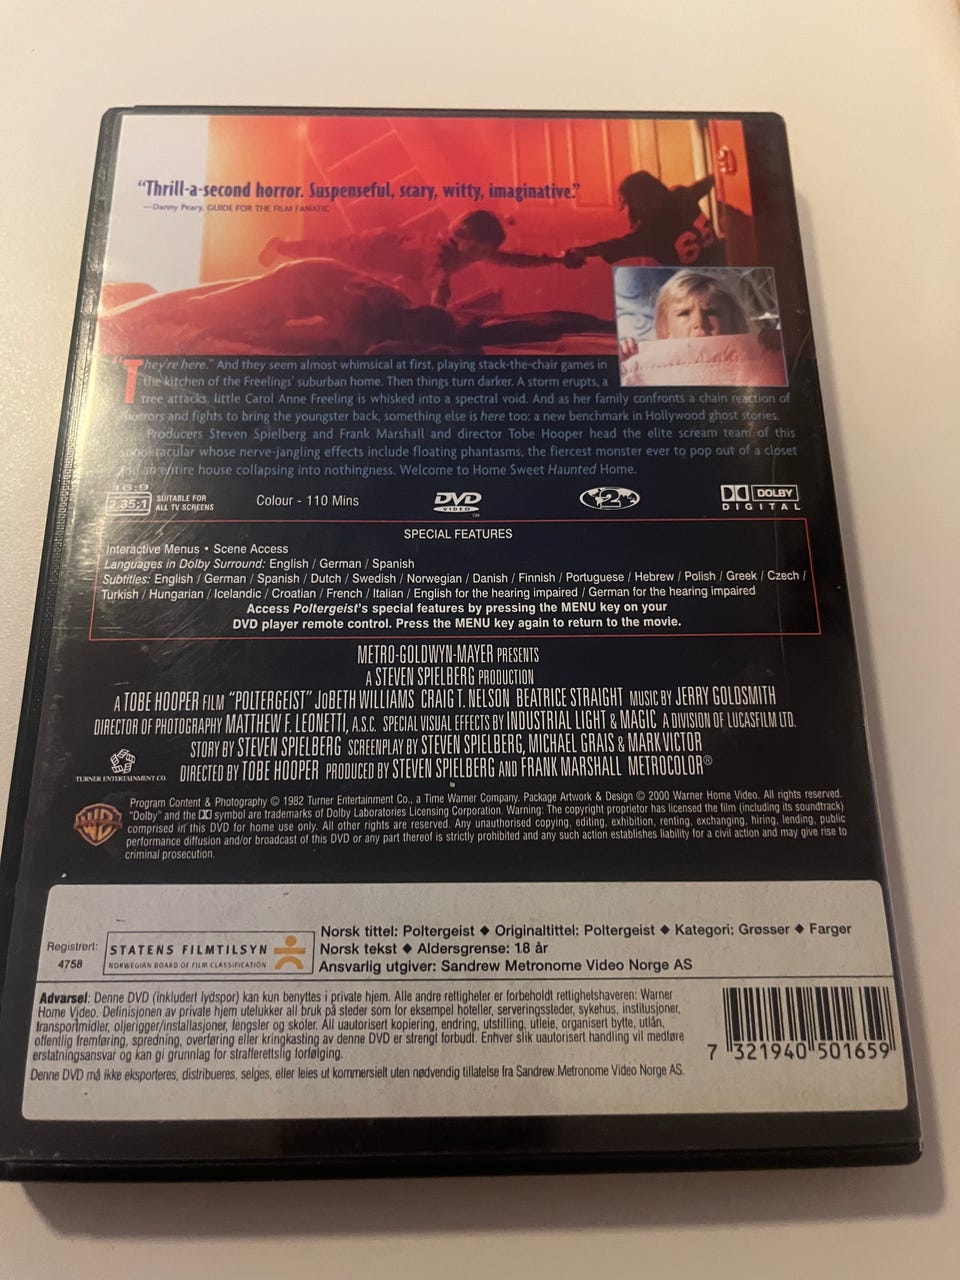 “Thrill-a-second horror. Suspenseful, scary, witty, imaginative.”
—Danny Peary, GUIDE FOR THE FILM FANATIC
65
“They’re here.” And they seem almost whimsical at first, playing stack-the-chair games in
the kitchen of the Freelings’ suburban home. Then things turn darker. A storm erupts, a
tree attacks, little Carol Anne Freeling is whisked into a spectral void. And as her family confronts a chain reaction of
horrors and fights to bring the youngster back, something else is here too: a new benchmark in Hollywood ghost stories.
Producers Steven Spielberg and Frank Marshall and director Tobe Hooper head the elite scream team of this
spooktacular whose nerve-jangling effects include floating phantasms, the fiercest monster ever to pop out of a closet
and an entire house collapsing into nothingness. Welcome to Home Sweet Haunted Home.
16:9
2.35:1 SUITABLE FOR
ALL TV SCREENS
Colour - 110 Mins
DVD
VIDEO
TM
2
DOLBY
DIGITAL
SPECIAL FEATURES
Interactive Menus • Scene Access
Languages in Dolby Surround: English / German / Spanish
Subtitles: English / German / Spanish / Dutch / Swedish / Norwegian / Danish / Finnish / Portuguese / Hebrew / Polish / Greek / Czech /
Turkish / Hungarian / Icelandic / Croatian / French / Italian / English for the hearing impaired / German for the hearing impaired
Access Poltergeist’s special features by pressing the MENU key on your
DVD player remote control. Press the MENU key again to return to the movie.
METRO-GOLDWYN-MAYER PRESENTS
A STEVEN SPIELBERG PRODUCTION
A TOBE HOOPER FILM “POLTERGEIST” JOBETH WILLIAMS CRAIG T. NELSON BEATRICE STRAIGHT MUSIC BY JERRY GOLDSMITH
DIRECTOR OF PHOTOGRAPHY MATTHEW F. LEONETTI, A.S.C. SPECIAL VISUAL EFFECTS BY INDUSTRIAL LIGHT & MAGIC A DIVISION OF LUCASFILM LTD.
STORY BY STEVEN SPIELBERG SCREENPLAY BY STEVEN SPIELBERG, MICHAEL GRAIS & MARK VICTOR
DIRECTED BY TOBE HOOPER PRODUCED BY STEVEN SPIELBERG AND FRANK MARSHALL METROCOLOR®
TURNER ENTERTAINMENT CO.
WB
Program Content & Photography © 1982 Turner Entertainment Co., a Time Warner Company. Package Artwork & Design © 2000 Warner Home Video. All rights reserved.
“Dolby” and the DD symbol are trademarks of Dolby Laboratories Licensing Corporation. Warning: The copyright proprietor has licensed the film (including its soundtrack)
comprised in this DVD for home use only. All other rights are reserved. Any unauthorised copying, editing, exhibition, renting, exchanging, hiring, lending, public
performance diffusion and/or broadcast of this DVD or any part thereof is strictly prohibited and any such action establishes liability for a civil action and may give rise to
criminal prosecution.
Registrert:
4758
STATENS FILMTILSYN
NORWEGIAN BOARD OF FILM CLASSIFICATION
Norsk tittel: Poltergeist ◆ Originaltittel: Poltergeist ◆ Kategori: Grøsser ◆ Farger
Norsk tekst ◆ Aldersgrense: 18 år
Ansvarlig utgiver: Sandrew Metronome Video Norge AS
Advarsel: Denne DVD (inkludert lydspor) kan kun benyttes i private hjem. Alle andre rettigheter er forbeholdt rettighetshaveren: Warner
Home Video. Definisjonen av private hjem utelukker all bruk på steder som for eksempel hoteller, serveringssteder, sykehus, institusjoner,
transportmidler, oljerigger/installasjoner, fengsler og skoler. All uautorisert kopiering, endring, utstilling, utleie, organisert bytte, utlån,
offentlig fremføring, spredning, overføring eller kringkasting av denne DVD er strengt forbudt. Enhver slik uautorisert handling vil medføre
erstatningsansvar og kan gi grunnlag for strafferettslig forfølging.
Denne DVD må ikke eksporteres, distribueres, selges, eller leies ut kommersielt uten nødvendig tillatelse fra Sandrew Metronome Video Norge AS.
7 321940 501659